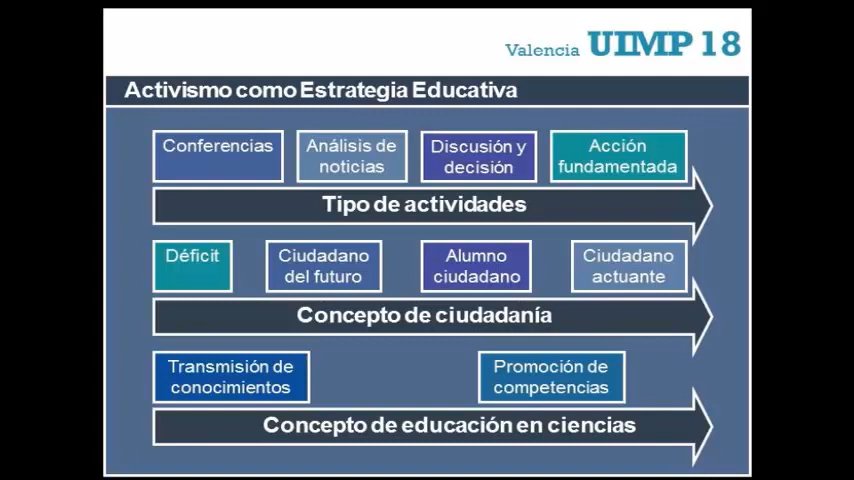 Valencia UIMP 18
Activismo como Estrategia Educativa
Conferencias
Análisis de
noticias
Discusión y
decisión
Acción
fundamentada
Tipo de actividades
Déficit
Ciudadano
del futuro
Alumno
ciudadano
Ciudadano
actuante
Concepto de ciudadanía
Transmisión de
conocimientos
Promoción de
competencias
Concepto de educación en ciencias